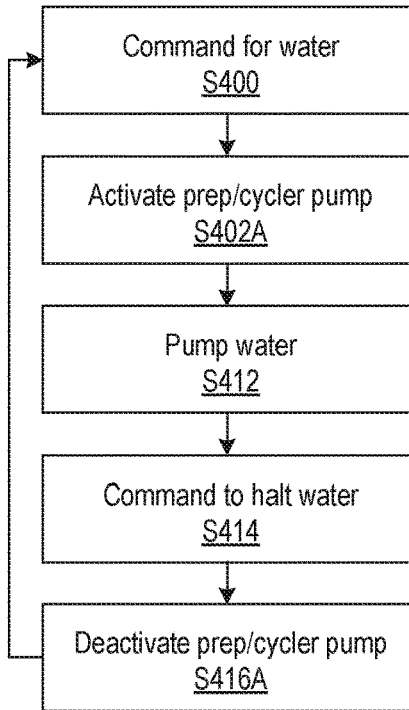 Command for water
S400
Activate prep/cycler pump
S402A
Pump water
S412
Command to halt water
S414
Deactivate prep/cycler pump
S416A